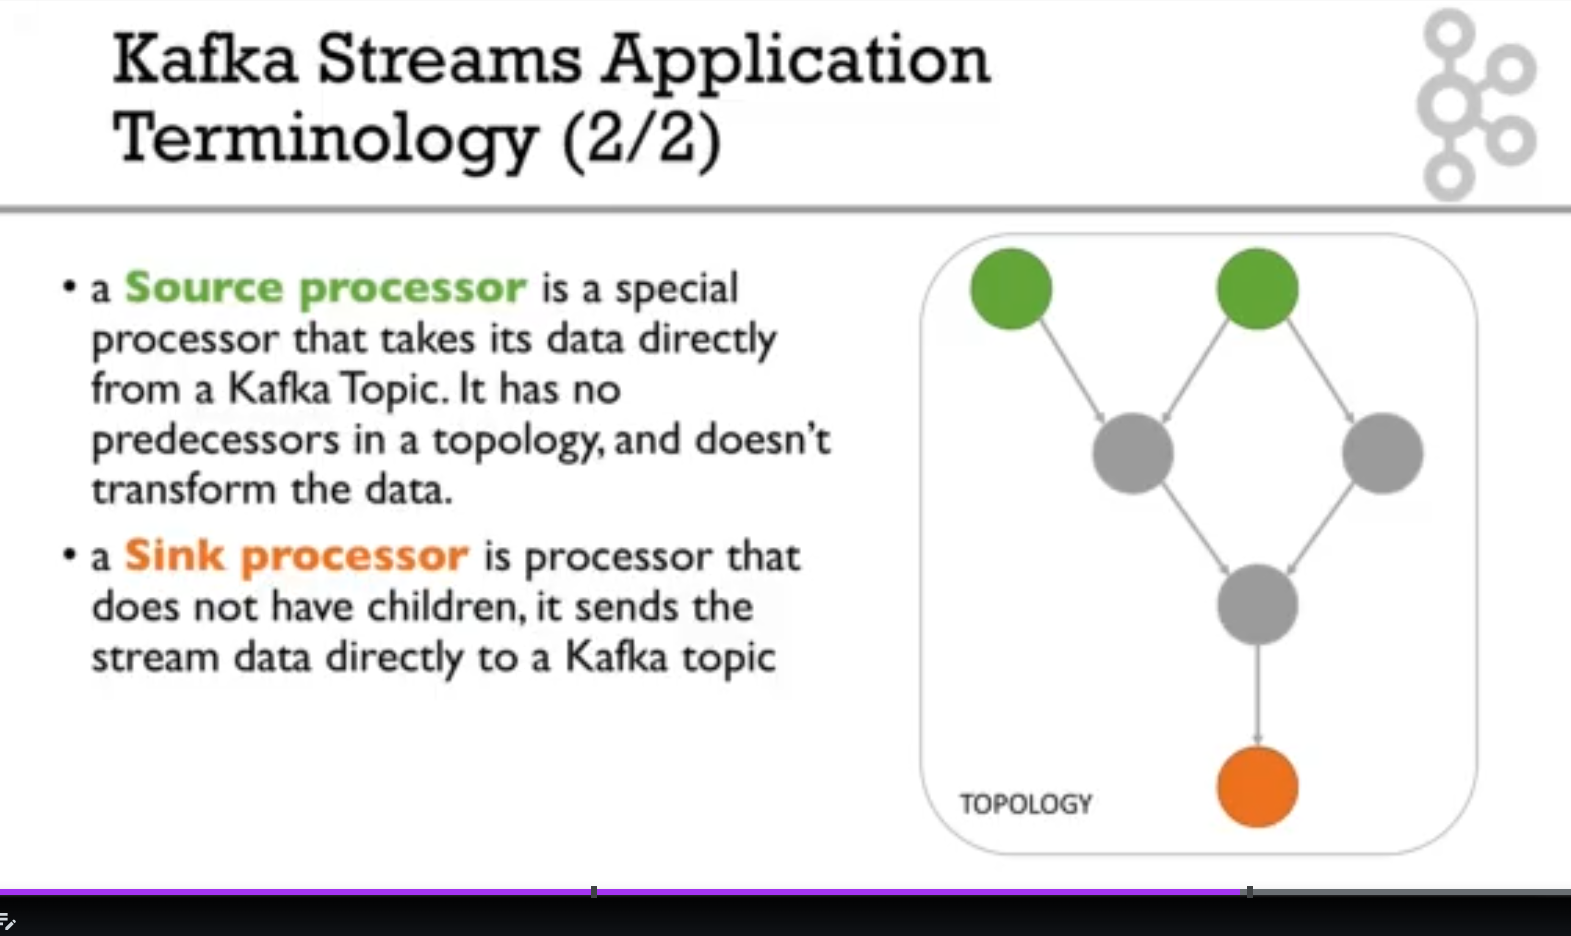 Kafka Streams Application
Terminology (2/2)
• a Source processor is a special
processor that takes its data directly
from a Kafka Topic. It has no
predecessors in a topology, and doesn't
transform the data.
• a Sink processor is processor that
does not have children, it sends the
stream data directly to a Kafka topic
TOPOLOGY